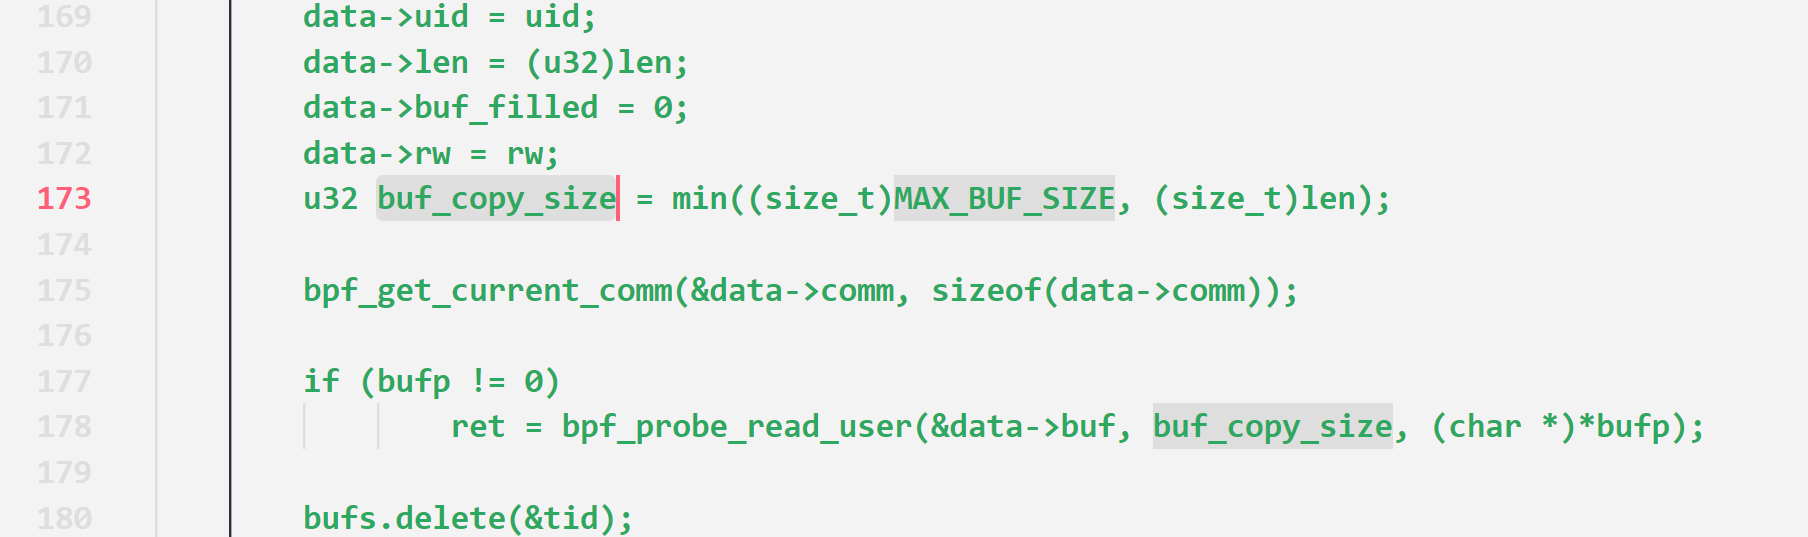 169 data->uid = uid;
170 data->len = (u32)len;
171 data->buf_filled = 0;
172 data->rw = rw;
173 u32 buf_copy_size = min((size_t)MAX_BUF_SIZE, (size_t)len);
174
175 bpf_get_current_comm(&data->comm, sizeof(data->comm));
176
177 if (bufp != 0)
178 ret = bpf_probe_read_user(&data->buf, buf_copy_size, (char *)*bufp);
179
180 bufs.delete(&tid);